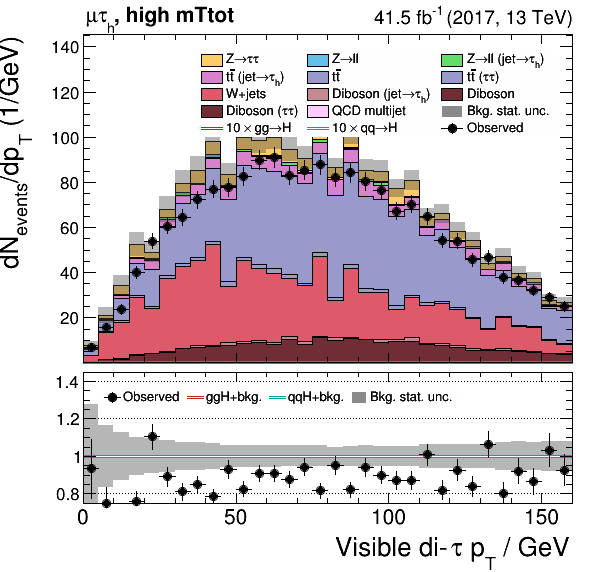 μτh, high mTtot 41.5 fb⁻¹ (2017, 13 TeV)
dNevents/dpT (1/GeV)
140
120
100
80
60
40
20
Z→ττ Z→ll Z→ll (jet→τh)
tt̄ (jet→τh) tt̄ tt̄ (ττ)
W+jets Diboson (jet→τh) Diboson
Diboson (ττ) QCD multijet Bkg. stat. unc.
10 × gg→H 10 × qq→H Observed
1.4
1.2
1
0.8
Observed ggH+bkg. qqH+bkg. Bkg. stat. unc.
0 50 100 150
Visible di-τ pT / GeV